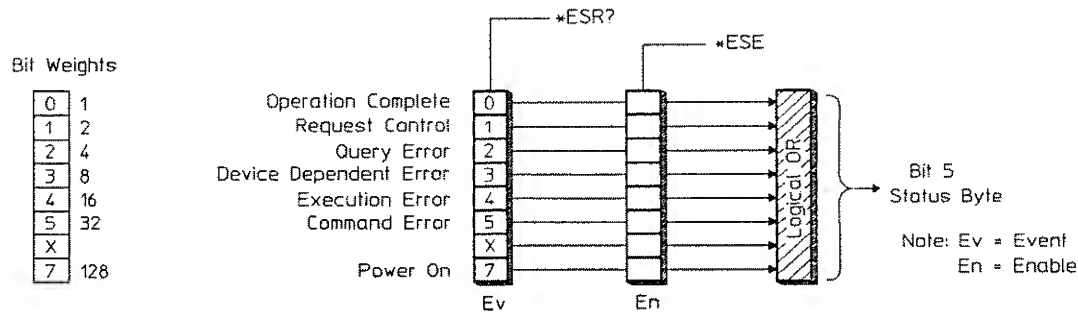 *ESR?
*ESE
Bit Weights
0 1
1 2
2 4
3 8
4 16
5 32
X
7 128
Operation Complete 0
Request Control 1
Query Error 2
Device Dependent Error 3
Execution Error 4
Command Error 5
X
Power On 7
Ev
En
Logical OR
Bit 5
Status Byte
Note: Ev = Event
En = Enable